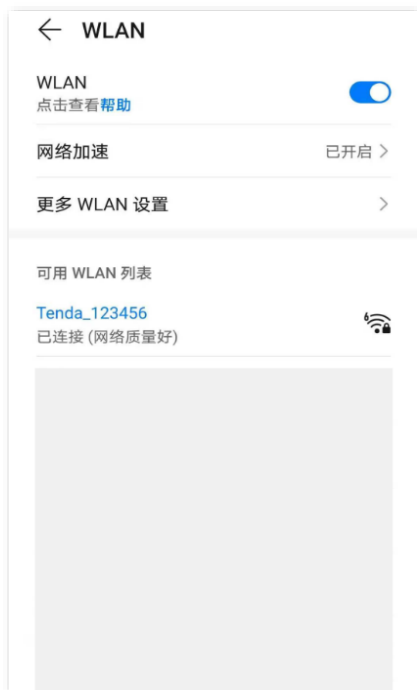 WLAN
WLAN
点击查看帮助
网络加速 已开启
更多 WLAN 设置
可用 WLAN 列表
Tenda_123456
已连接 (网络质量好)
6